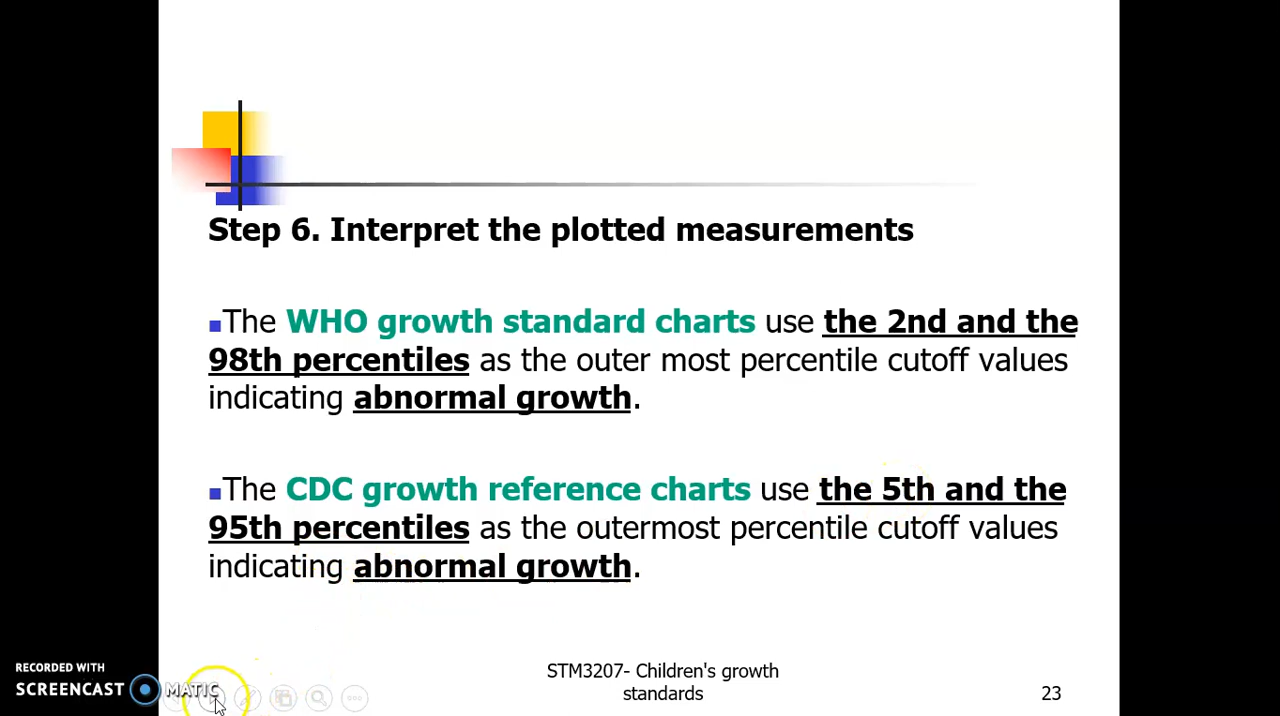 Step 6. Interpret the plotted measurements
The WHO growth standard charts use the 2nd and the
98th percentiles as the outer most percentile cutoff values
indicating abnormal growth.
The CDC growth reference charts use the 5th and the
95th percentiles as the outermost percentile cutoff values
indicating abnormal growth.
RECORDED WITH
SCREENCAST MATIC
STM3207- Children's growth
standards
23